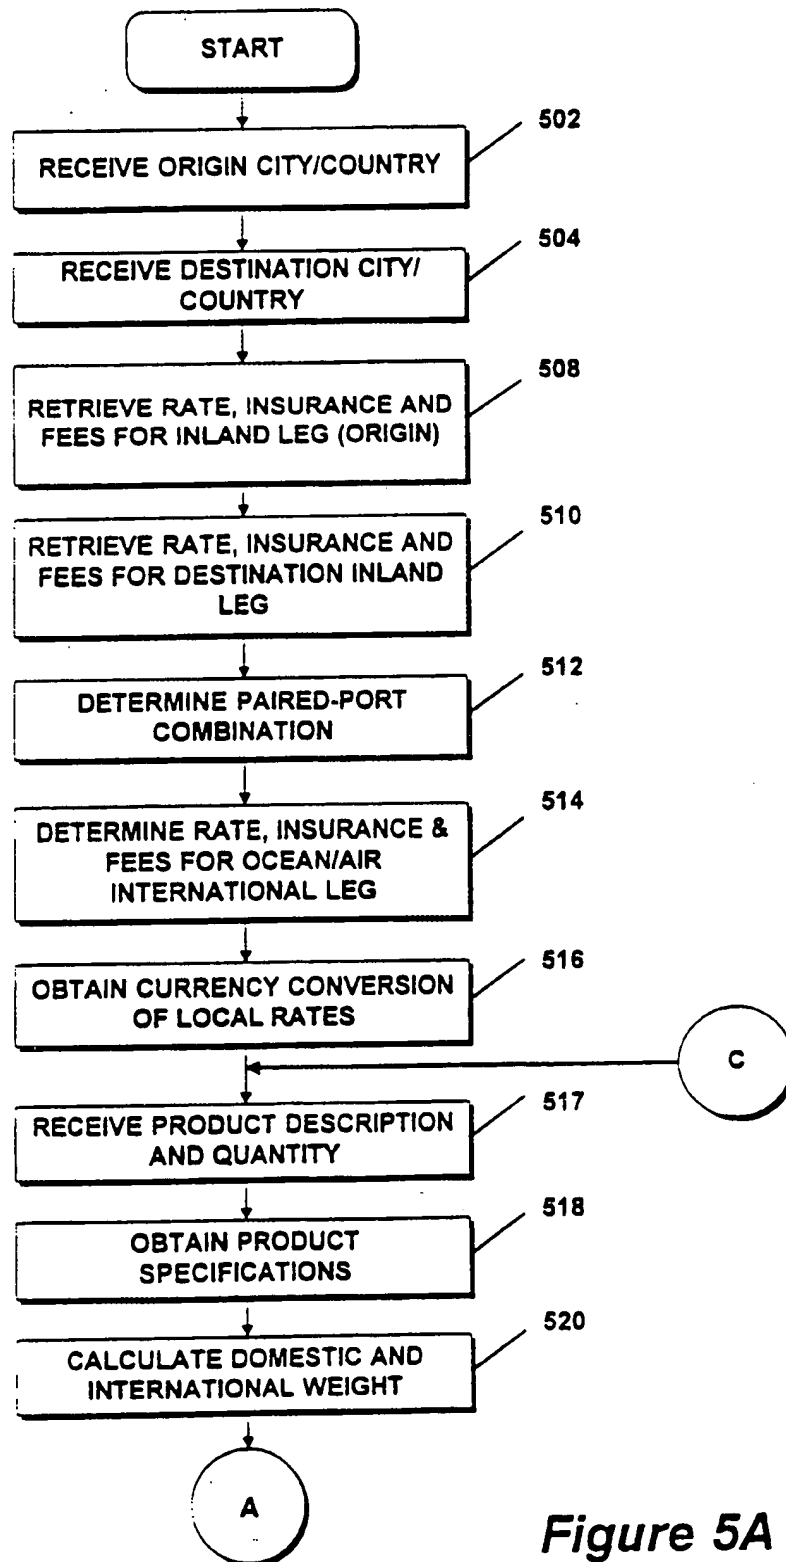 START
502
RECEIVE ORIGIN CITY/COUNTRY
504
RECEIVE DESTINATION CITY/
COUNTRY
508
RETRIEVE RATE, INSURANCE AND
FEES FOR INLAND LEG (ORIGIN)
510
RETRIEVE RATE, INSURANCE AND
FEES FOR DESTINATION INLAND
LEG
512
DETERMINE PAIRED-PORT
COMBINATION
514
DETERMINE RATE, INSURANCE &
FEES FOR OCEAN/AIR
INTERNATIONAL LEG
516
OBTAIN CURRENCY CONVERSION
OF LOCAL RATES
C
517
RECEIVE PRODUCT DESCRIPTION
AND QUANTITY
518
OBTAIN PRODUCT
SPECIFICATIONS
520
CALCULATE DOMESTIC AND
INTERNATIONAL WEIGHT
A
Figure 5A